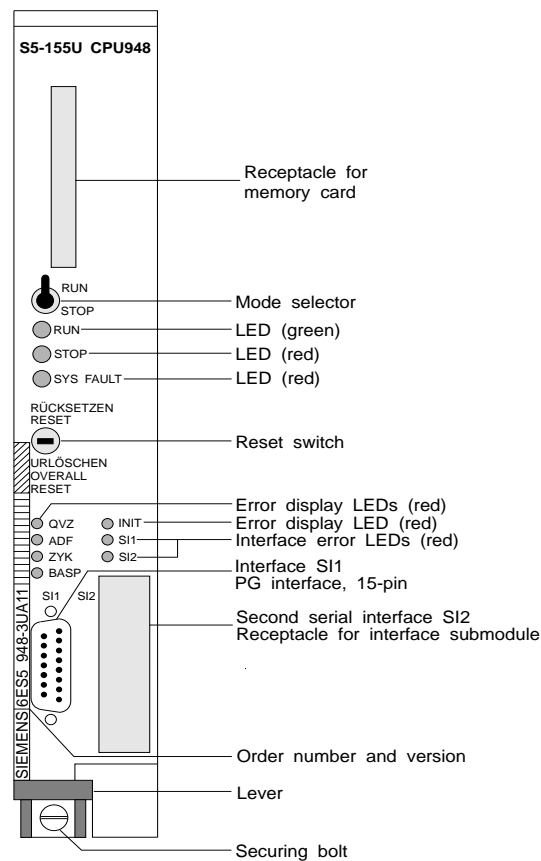 S5-155U CPU948
Receptacle for
memory card
RUN
STOP
Mode selector
RUN
LED (green)
STOP
LED (red)
SYS FAULT
LED (red)
RÜCKSETZEN
RESET
Reset switch
URLÖSCHEN
OVERALL
RESET
Error display LEDs (red)
QVZ
INIT
Error display LED (red)
ADF
SI1
Interface error LEDs (red)
ZYK
SI2
BASP
Interface SI1
PG interface, 15-pin
SI1
SI2
Second serial interface SI2
Receptacle for interface submodule
SIEMENS 6ES5 948-3UA11
Order number and version
Lever
Securing bolt